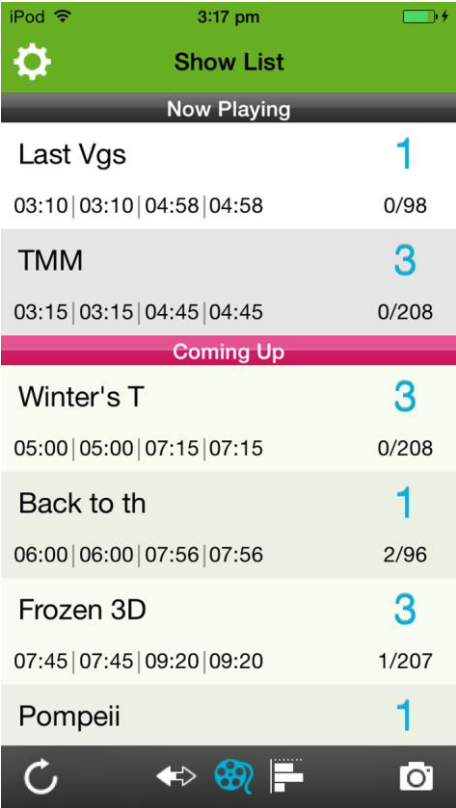 iPod 3:17 pm
Show List
Now Playing
Last Vgs 1
03:10|03:10|04:58|04:58 0/98
TMM 3
03:15|03:15|04:45|04:45 0/208
Coming Up
Winter's T 3
05:00|05:00|07:15|07:15 0/208
Back to th 1
06:00|06:00|07:56|07:56 2/96
Frozen 3D 3
07:45|07:45|09:20|09:20 1/207
Pompeii 1